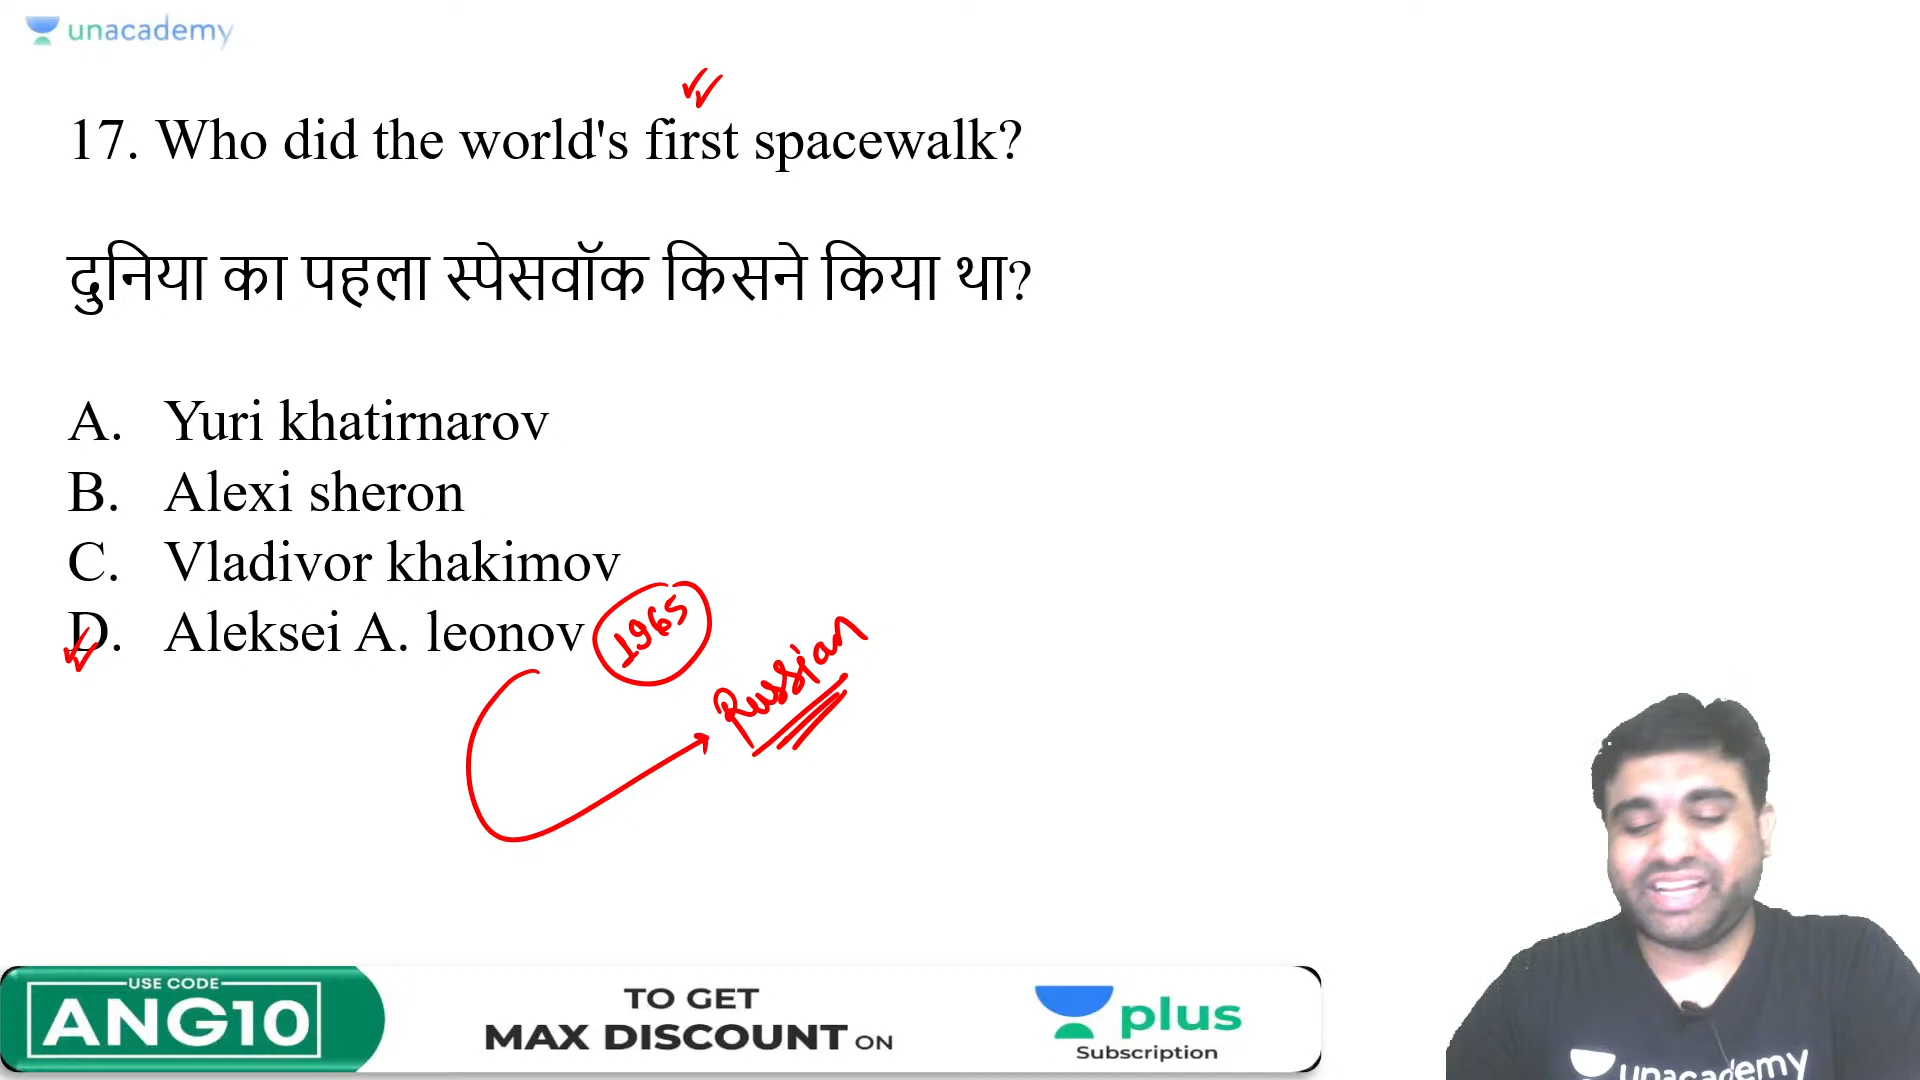 unacademy
17. Who did the world's first spacewalk?
दुनिया का पहला स्पेसवॉक किसने किया था?
A. Yuri khatirnarov
B. Alexi sheron
C. Vladivor khakimov
D. Aleksei A. leonov 1965
Russian
USE CODE
ANG10
TO GET
MAX DISCOUNT ON
plus
Subscription
unacademy